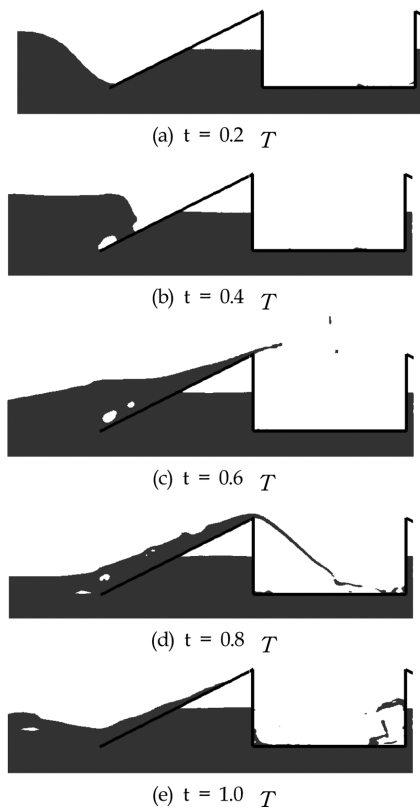 (a) t = 0.2 T
(b) t = 0.4 T
(c) t = 0.6 T
(d) t = 0.8 T
(e) t = 1.0 T